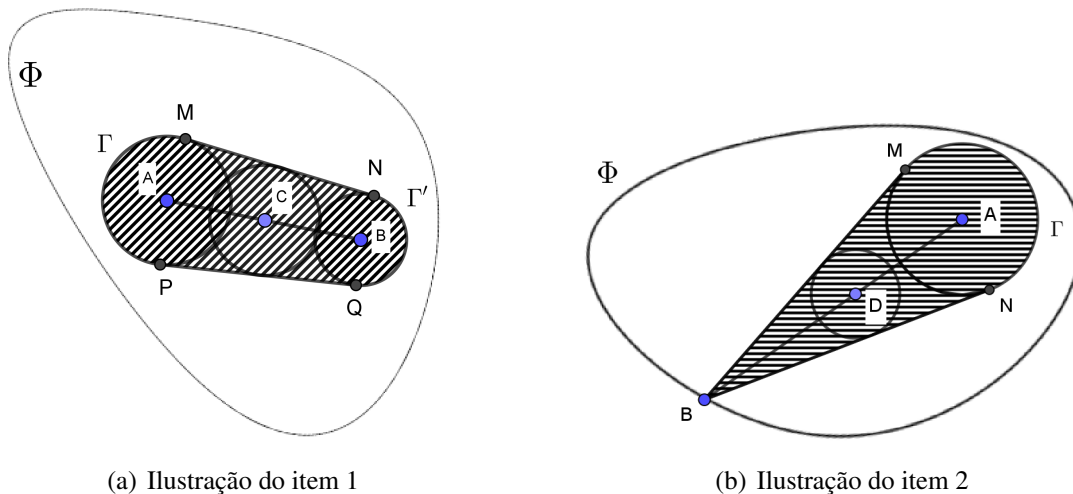 Φ
M
Γ
A
C
N
Γ′
B
P
Q
(a) Ilustração do item 1
M
Φ
A
Γ
D
N
B
(b) Ilustração do item 2